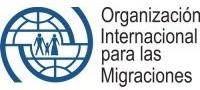 Organización
Internacional
para las
Migraciones